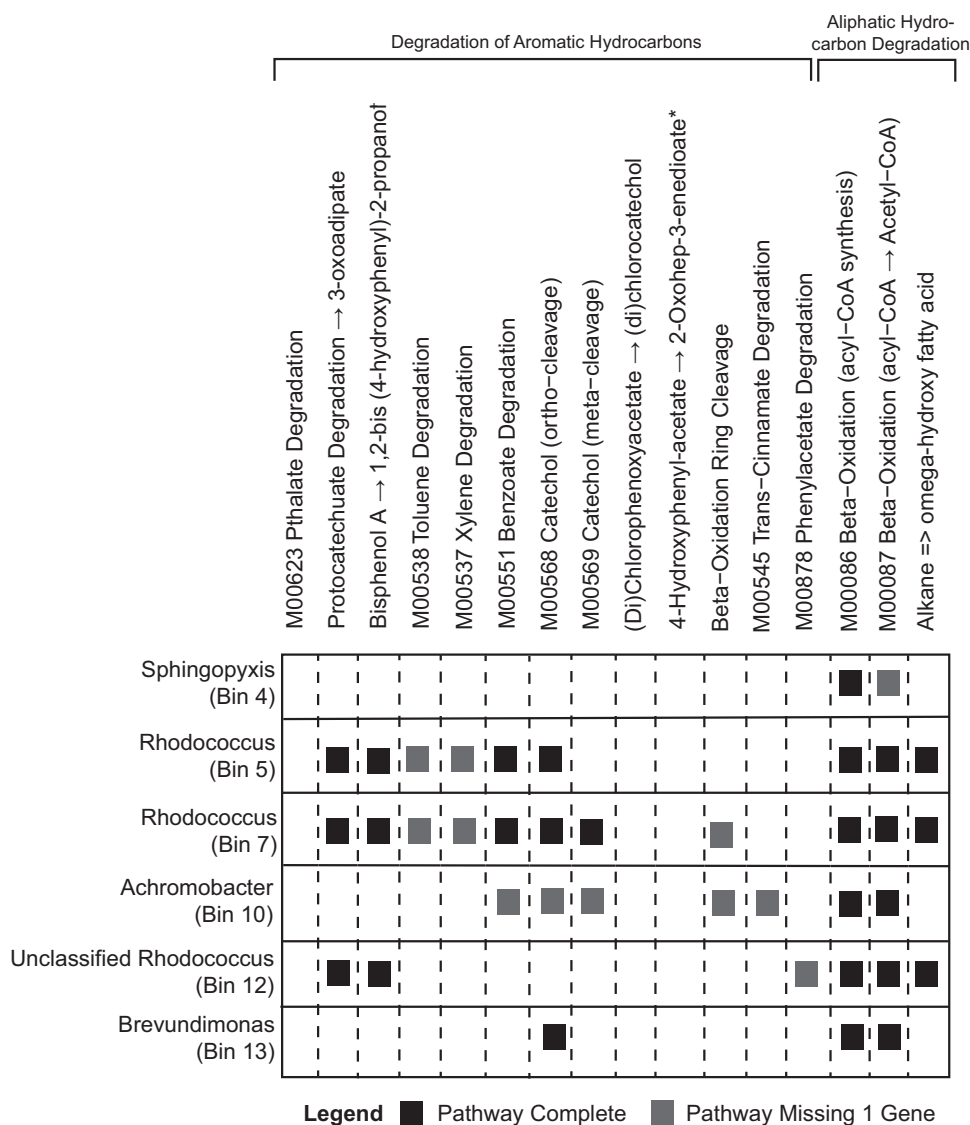 Degradation of Aromatic Hydrocarbons
Aliphatic Hydro-
carbon Degradation
M00623 Pthalate Degradation
Protocatechuate Degradation → 3-oxoadipate
Bisphenol A → 1,2-bis (4-hydroxyphenyl)-2-propanol†
M00538 Toluene Degradation
M00537 Xylene Degradation
M00551 Benzoate Degradation
M00568 Catechol (ortho-cleavage)
M00569 Catechol (meta-cleavage)
(Di)Chlorophenoxyacetate → (di)chlorocatechol
4-Hydroxyphenyl-acetate → 2-Oxohep-3-enedioate*
Beta-Oxidation Ring Cleavage
M00545 Trans-Cinnamate Degradation
M00878 Phenylacetate Degradation
M00086 Beta-Oxidation (acyl-CoA synthesis)
M00087 Beta-Oxidation (acyl-CoA → Acetyl-CoA)
Alkane => omega-hydroxy fatty acid
Sphingopyxis
(Bin 4)
Rhodococcus
(Bin 5)
Rhodococcus
(Bin 7)
Achromobacter
(Bin 10)
Unclassified Rhodococcus
(Bin 12)
Brevundimonas
(Bin 13)
Legend Pathway Complete Pathway Missing 1 Gene